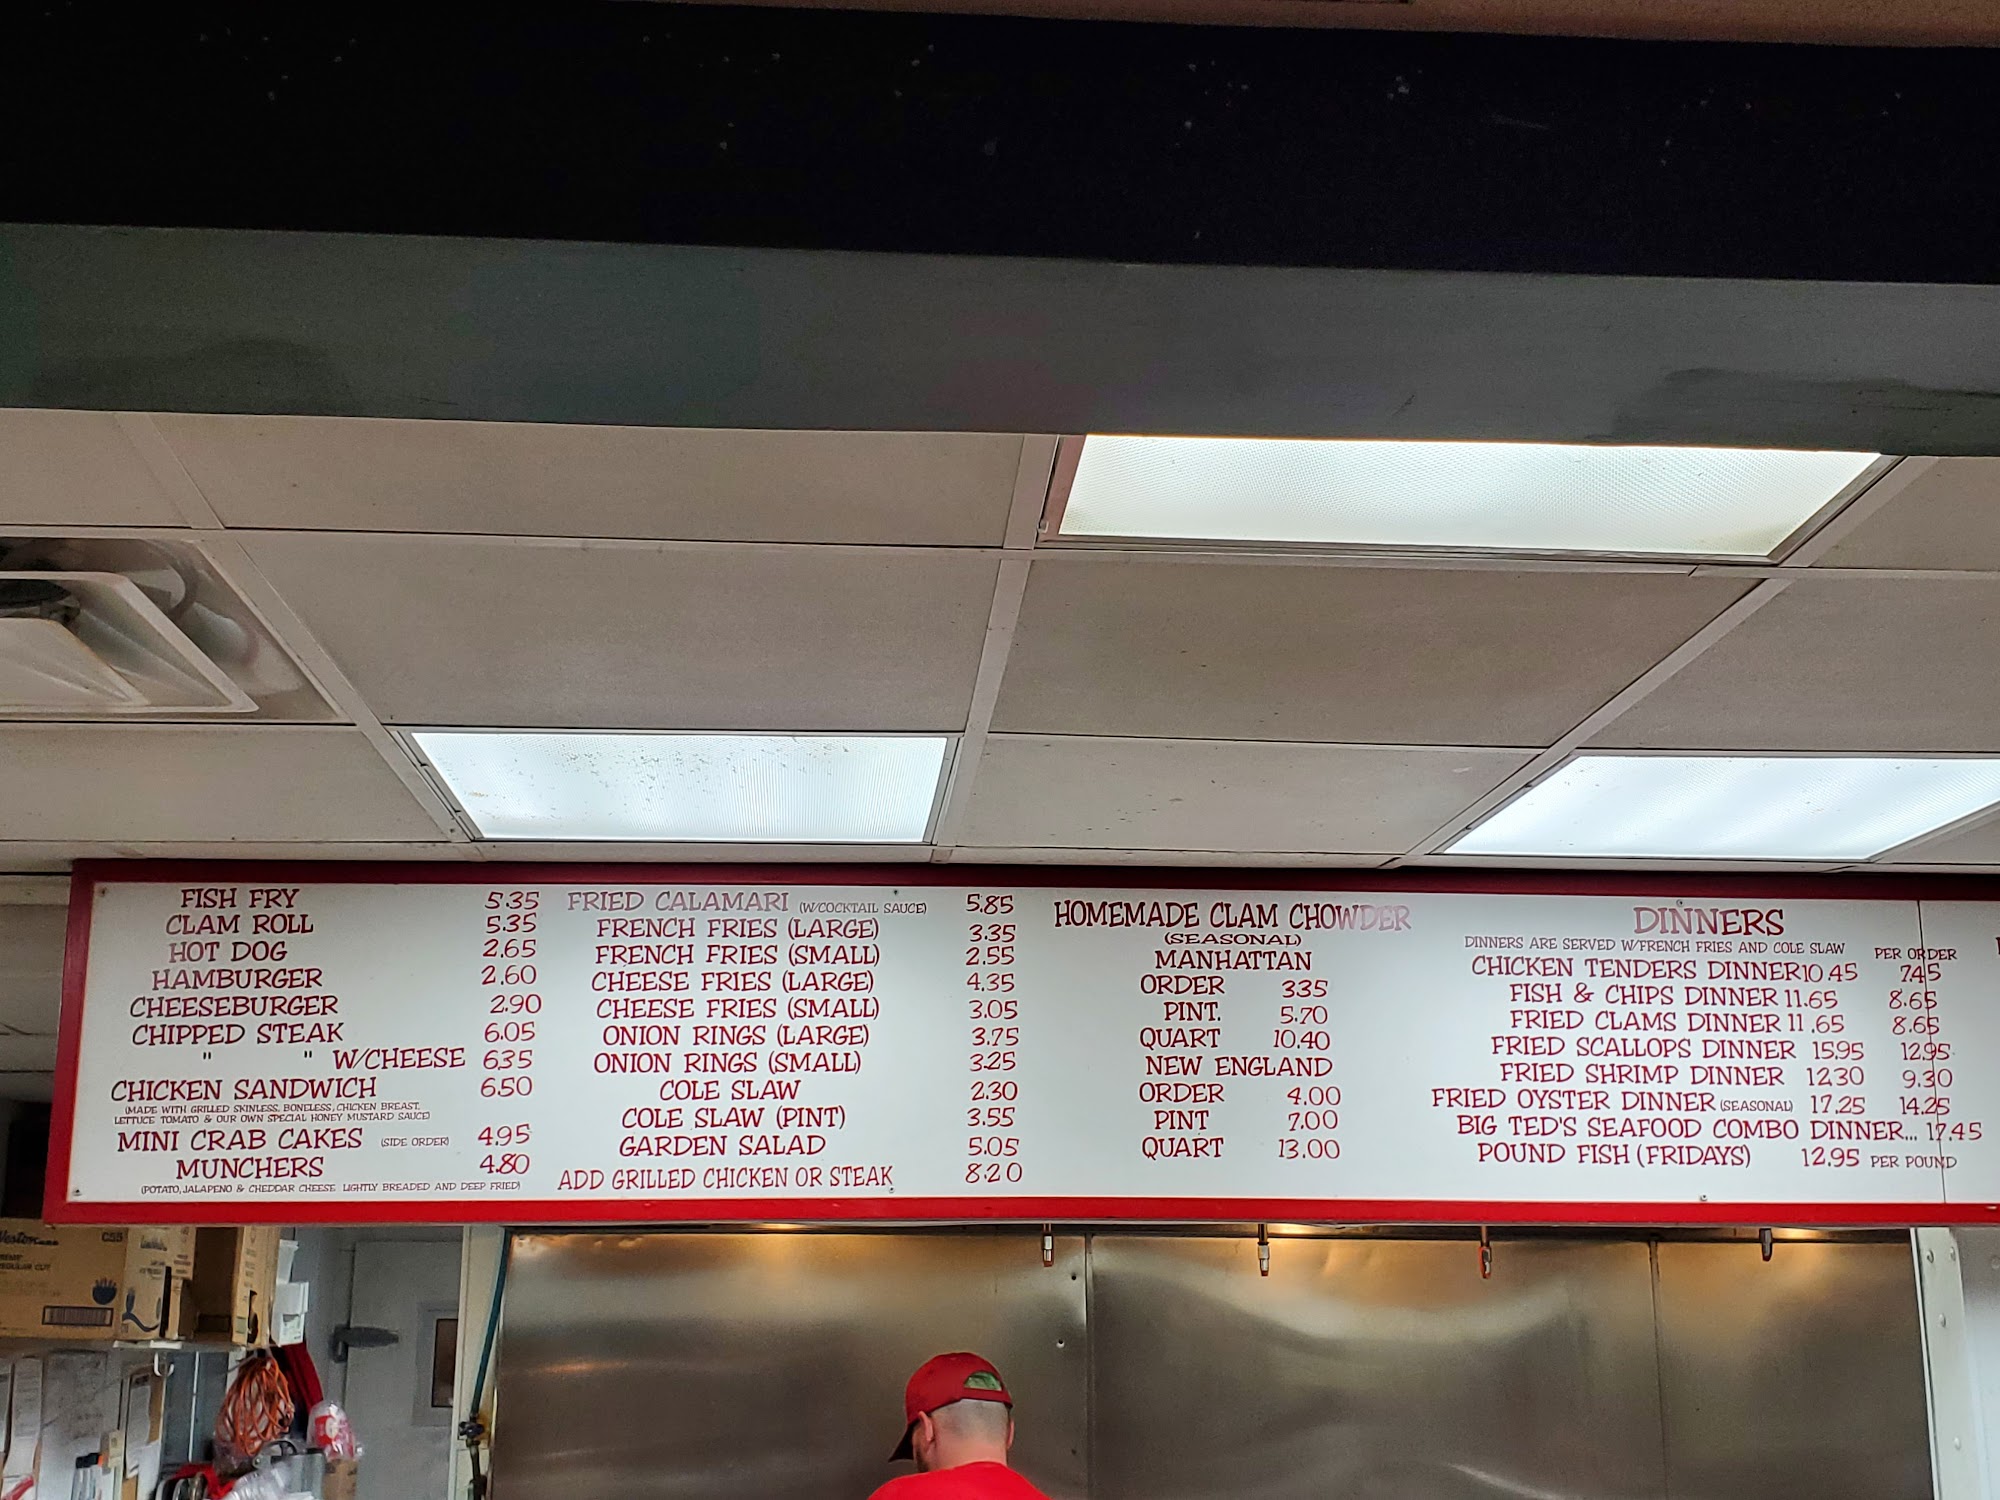 FISH FRY 5.35
CLAM ROLL 5.35
HOT DOG 2.65
HAMBURGER 2.60
CHEESEBURGER 2.90
CHIPPED STEAK 6.05
" " W/CHEESE 6.35
CHICKEN SANDWICH 6.50
(MADE WITH GRILLED SKINLESS, BONELESS, CHICKEN BREAST,
LETTUCE TOMATO & OUR OWN SPECIAL HONEY MUSTARD SAUCE)
MINI CRAB CAKES (SIDE ORDER) 4.95
MUNCHERS 4.80
(POTATO, JALAPENO & CHEDDAR CHEESE LIGHTLY BREADED AND DEEP FRIED)
FRIED CALAMARI (W/COCKTAIL SAUCE) 5.85
FRENCH FRIES (LARGE) 3.35
FRENCH FRIES (SMALL) 2.55
CHEESE FRIES (LARGE) 4.35
CHEESE FRIES (SMALL) 3.05
ONION RINGS (LARGE) 3.75
ONION RINGS (SMALL) 3.25
COLE SLAW 2.30
COLE SLAW (PINT) 3.55
GARDEN SALAD 5.05
ADD GRILLED CHICKEN OR STEAK 8.20
HOMEMADE CLAM CHOWDER
(SEASONAL)
MANHATTAN
ORDER 3.35
PINT. 5.70
QUART 10.40
NEW ENGLAND
ORDER 4.00
PINT 7.00
QUART 13.00
DINNERS
DINNERS ARE SERVED W/FRENCH FRIES AND COLE SLAW PER ORDER
CHICKEN TENDERS DINNER 10.45 7.45
FISH & CHIPS DINNER 11.65 8.65
FRIED CLAMS DINNER 11.65 8.65
FRIED SCALLOPS DINNER 15.95 12.95
FRIED SHRIMP DINNER 12.30 9.30
FRIED OYSTER DINNER (SEASONAL) 17.25 14.25
BIG TED'S SEAFOOD COMBO DINNER... 17.45
POUND FISH (FRIDAYS) 12.95 PER POUND